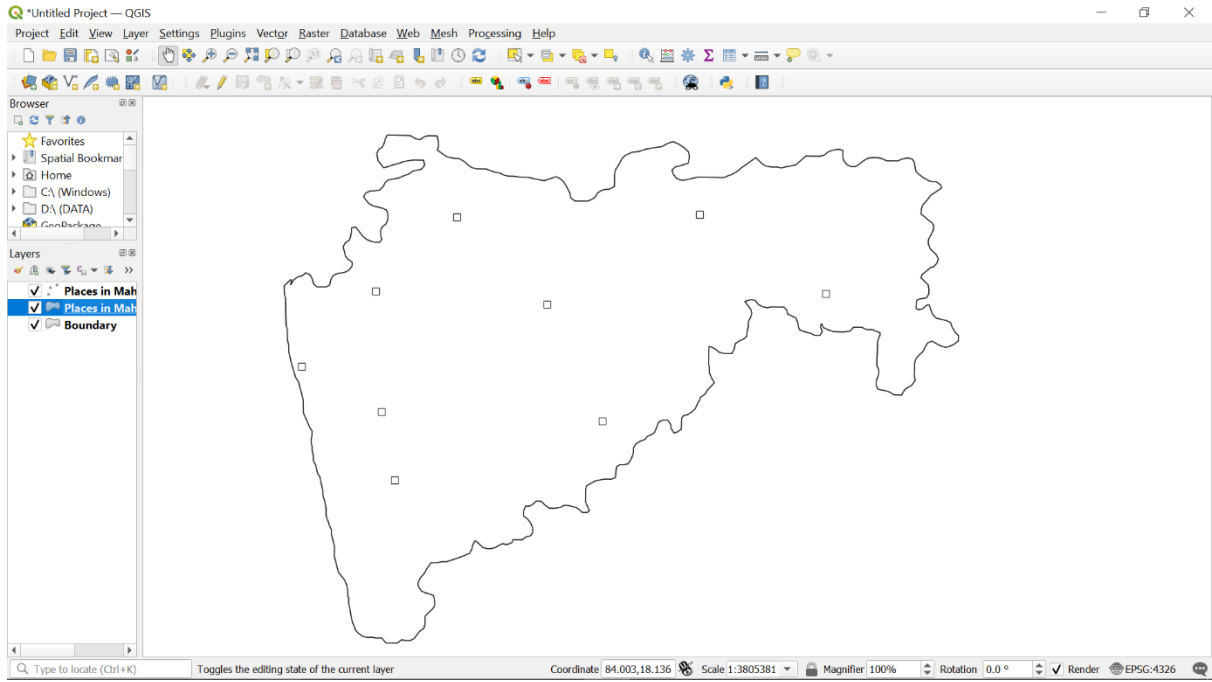 *Untitled Project — QGIS
Project Edit View Layer Settings Plugins Vector Raster Database Web Mesh Processing Help
Browser
Favorites
Spatial Bookmar
Home
C:\ (Windows)
D:\ (DATA)
GeoPackage
Layers
Places in Mah
Places in Mah
Boundary
Type to locate (Ctrl+K) Toggles the editing state of the current layer Coordinate 84.003,18.136 Scale 1:3805381 Magnifier 100% Rotation 0.0 ° Render EPSG:4326